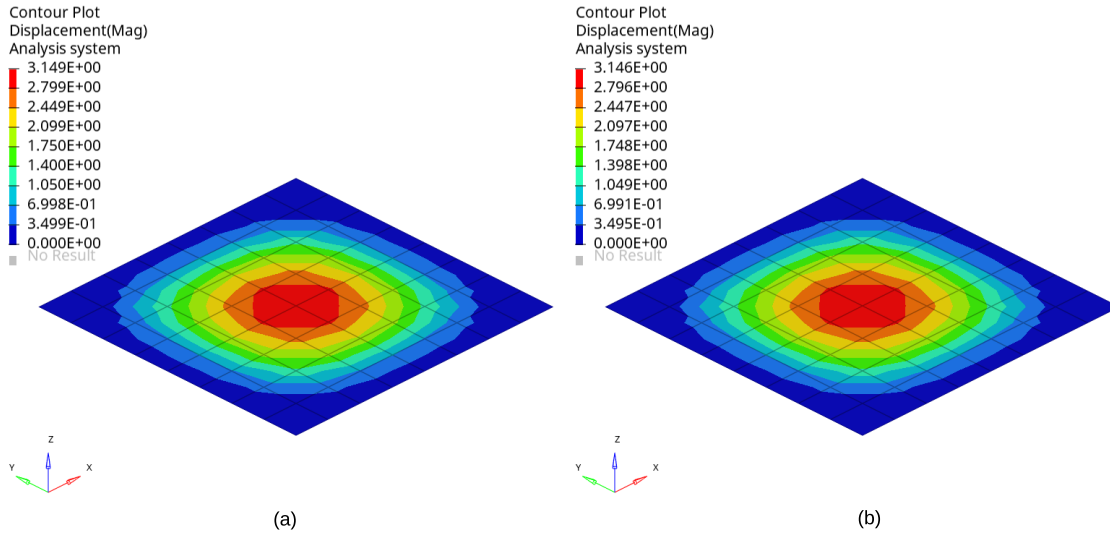 Contour Plot
Displacement(Mag)
Analysis system
3.149E+00
2.799E+00
2.449E+00
2.099E+00
1.750E+00
1.400E+00
1.050E+00
6.998E-01
3.499E-01
0.000E+00
No Result
Z
Y
X
(a)
Contour Plot
Displacement(Mag)
Analysis system
3.146E+00
2.796E+00
2.447E+00
2.097E+00
1.748E+00
1.398E+00
1.049E+00
6.991E-01
3.495E-01
0.000E+00
No Result
Z
Y
X
(b)